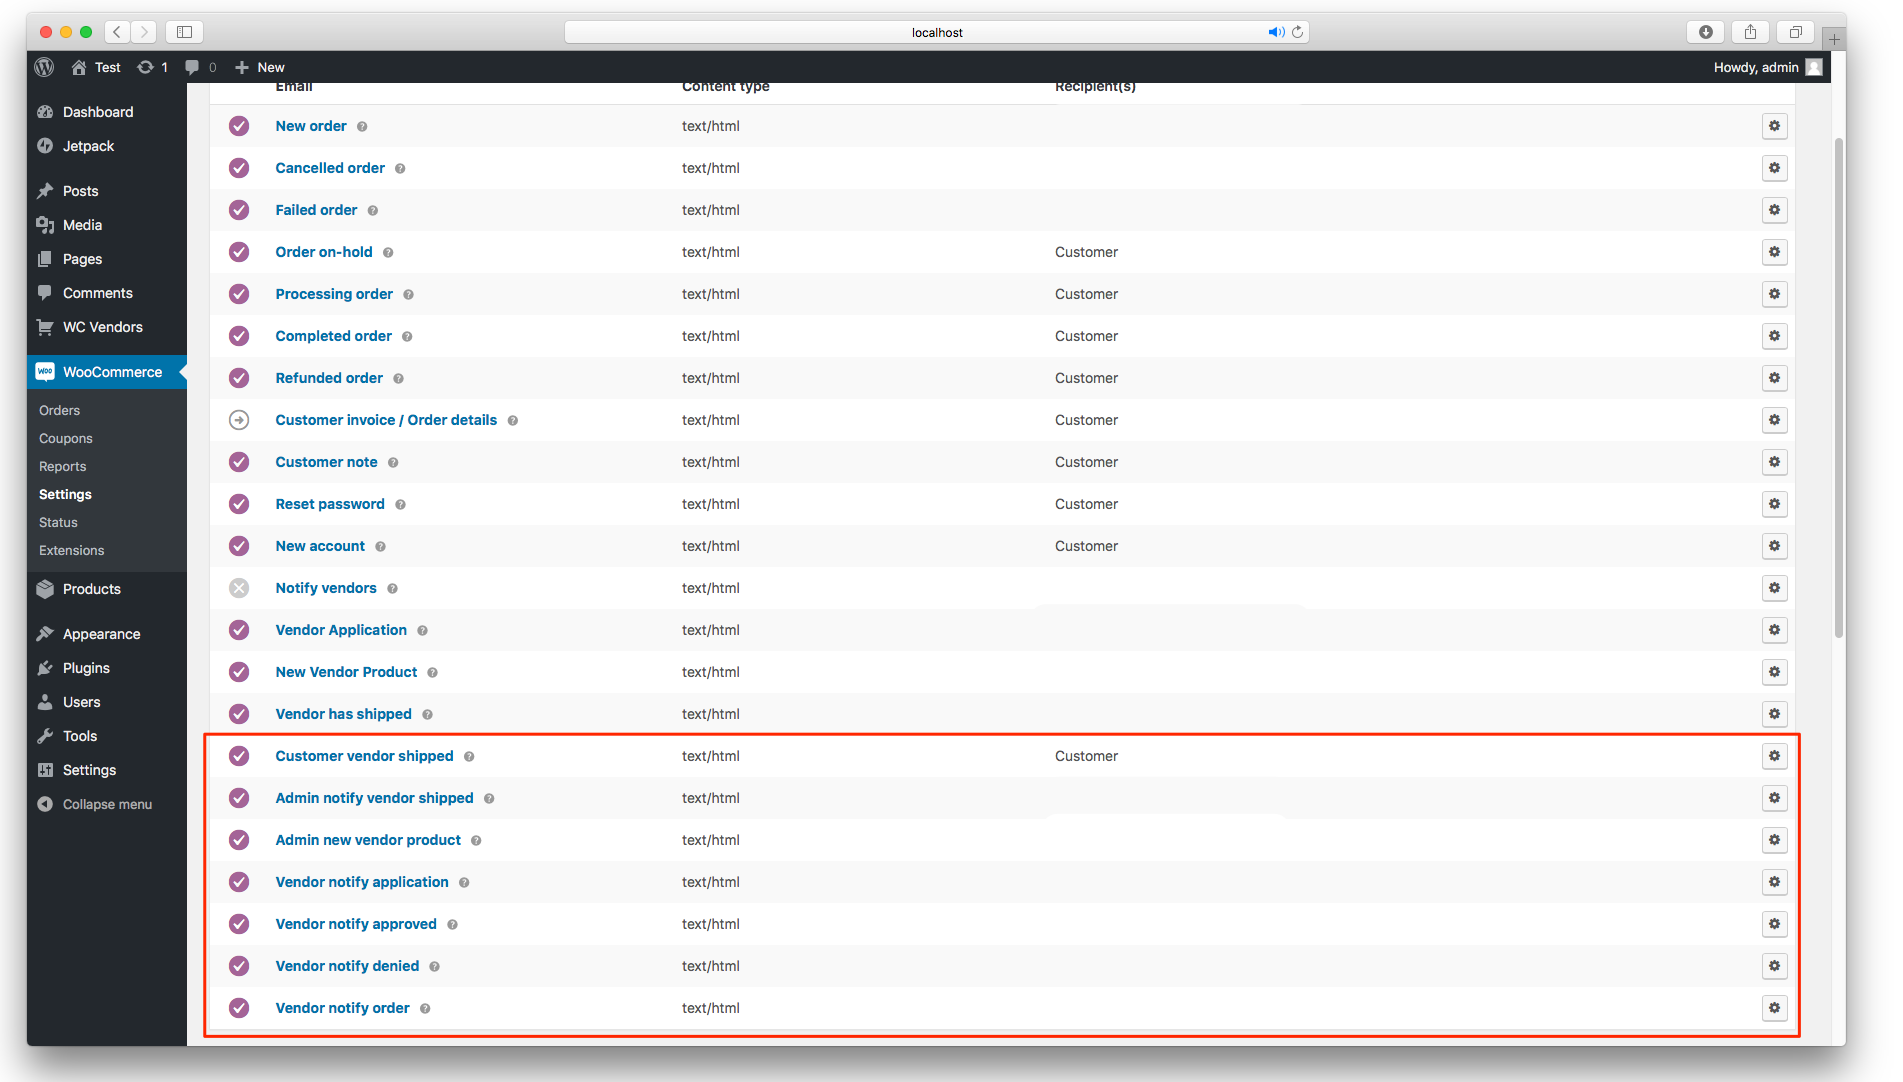 localhost
Test 1 0 New Howdy, admin
Dashboard
Jetpack
Posts
Media
Pages
Comments
WC Vendors
WooCommerce
Orders
Coupons
Reports
Settings
Status
Extensions
Products
Appearance
Plugins
Users
Tools
Settings
Collapse menu
Email Content type Recipient(s)
New order text/html
Cancelled order text/html
Failed order text/html
Order on-hold text/html Customer
Processing order text/html Customer
Completed order text/html Customer
Refunded order text/html Customer
Customer invoice / Order details text/html Customer
Customer note text/html Customer
Reset password text/html Customer
New account text/html Customer
Notify vendors text/html
Vendor Application text/html
New Vendor Product text/html
Vendor has shipped text/html
Customer vendor shipped text/html Customer
Admin notify vendor shipped text/html
Admin new vendor product text/html
Vendor notify application text/html
Vendor notify approved text/html
Vendor notify denied text/html
Vendor notify order text/html